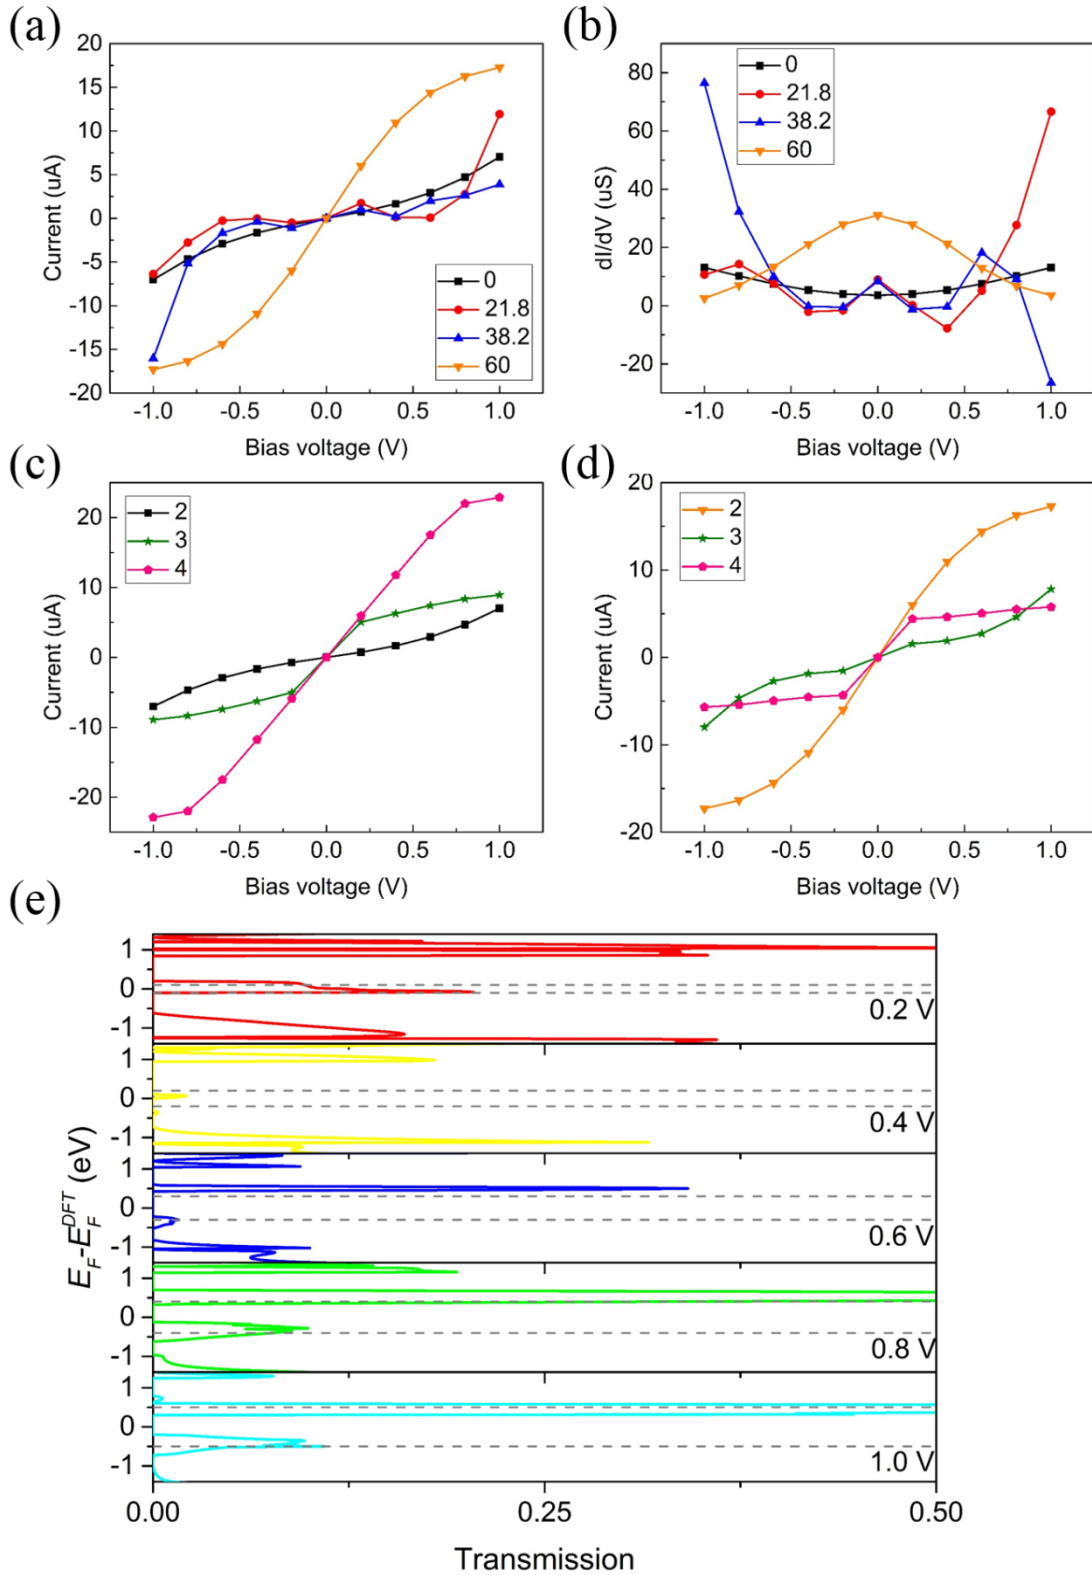 (a)
20
15
10
5
0
-5
-10
-15
-20
Current (uA)
0
21.8
38.2
60
-1.0 -0.5 0.0 0.5 1.0
Bias voltage (V)
(b)
80
60
40
20
0
-20
dI/dV (uS)
0
21.8
38.2
60
-1.0 -0.5 0.0 0.5 1.0
Bias voltage (V)
(c)
20
10
0
-10
-20
Current (uA)
2
3
4
-1.0 -0.5 0.0 0.5 1.0
Bias voltage (V)
(d)
20
10
0
-10
-20
Current (uA)
2
3
4
-1.0 -0.5 0.0 0.5 1.0
Bias voltage (V)
(e)
E_F-E_F^DFT (eV)
1
0
-1
0.2 V
1
0
-1
0.4 V
1
0
-1
0.6 V
1
0
-1
0.8 V
1
0
-1
1.0 V
0.00 0.25 0.50
Transmission